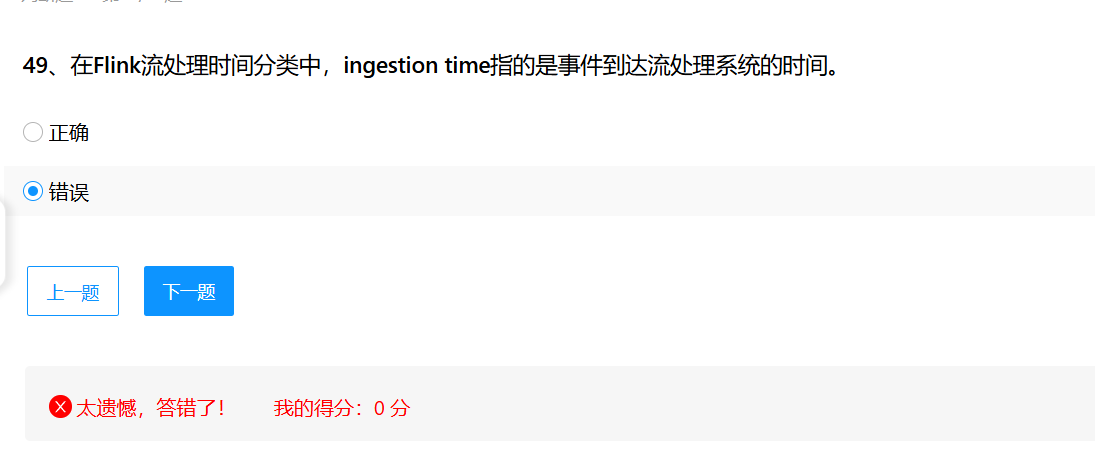 49、在Flink流处理时间分类中，ingestion time指的是事件到达流处理系统的时间。
正确
错误
上一题
下一题
太遗憾，答错了！ 我的得分：0 分